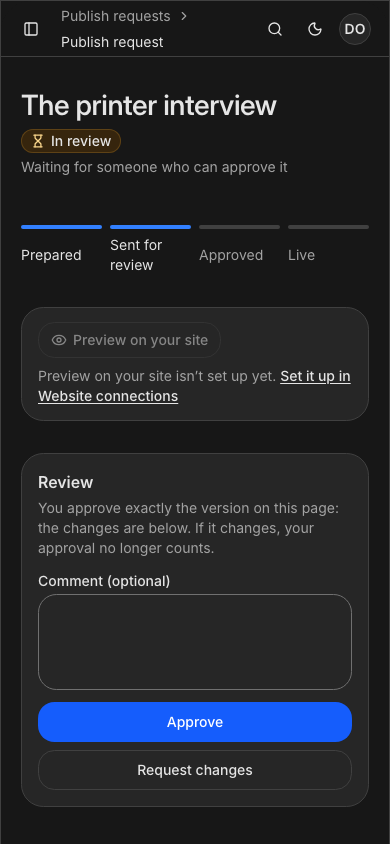 Publish requests
Publish request
DO
The printer interview
In review
Waiting for someone who can approve it
Prepared
Sent for
review
Approved
Live
Preview on your site
Preview on your site isn’t set up yet. Set it up in
Website connections
Review
You approve exactly the version on this page:
the changes are below. If it changes, your
approval no longer counts.
Comment (optional)
Approve
Request changes